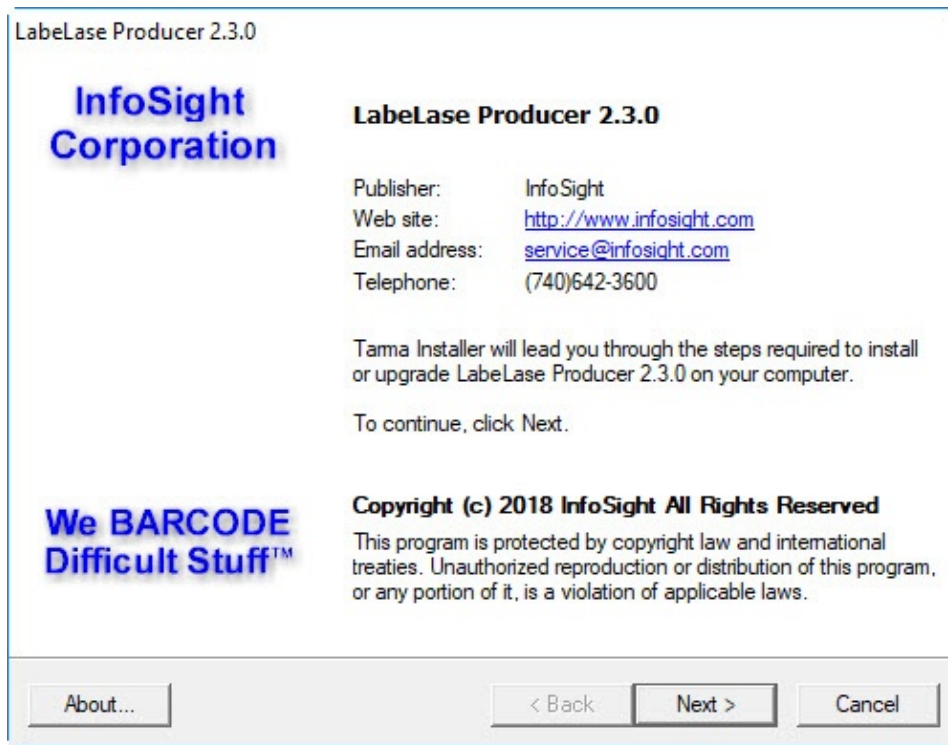 LabeLase Producer 2.3.0
InfoSight
Corporation
LabeLase Producer 2.3.0
Publisher: InfoSight
Web site: http://www.infosight.com
Email address: service@infosight.com
Telephone: (740)642-3600
Tarma Installer will lead you through the steps required to install
or upgrade LabeLase Producer 2.3.0 on your computer.
To continue, click Next.
We BARCODE
Difficult Stuff™
Copyright (c) 2018 InfoSight All Rights Reserved
This program is protected by copyright law and international
treaties. Unauthorized reproduction or distribution of this program,
or any portion of it, is a violation of applicable laws.
About...
< Back
Next >
Cancel